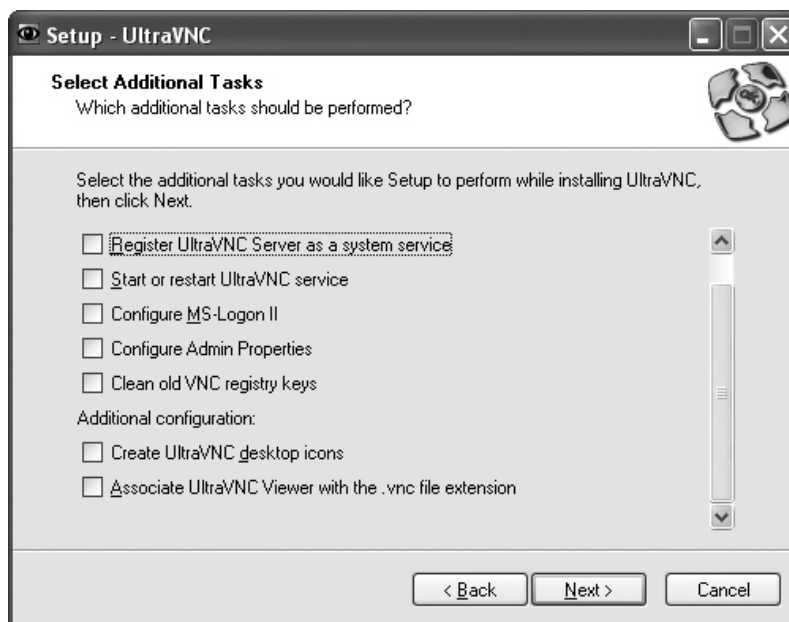 Setup - UltraVNC
Select Additional Tasks
Which additional tasks should be performed?
Select the additional tasks you would like Setup to perform while installing UltraVNC,
then click Next.
Register UltraVNC Server as a system service
Start or restart UltraVNC service
Configure MS-Logon II
Configure Admin Properties
Clean old VNC registry keys
Additional configuration:
Create UltraVNC desktop icons
Associate UltraVNC Viewer with the .vnc file extension
< Back
Next >
Cancel